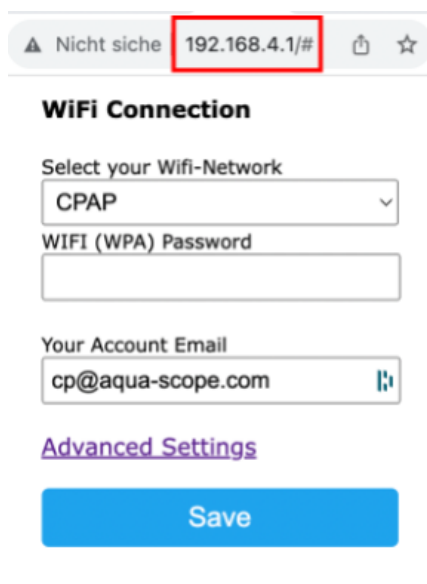 Nicht siche 192.168.4.1/#
WiFi Connection
Select your Wifi-Network
CPAP
WIFI (WPA) Password
Your Account Email
cp@aqua-scope.com
Advanced Settings
Save